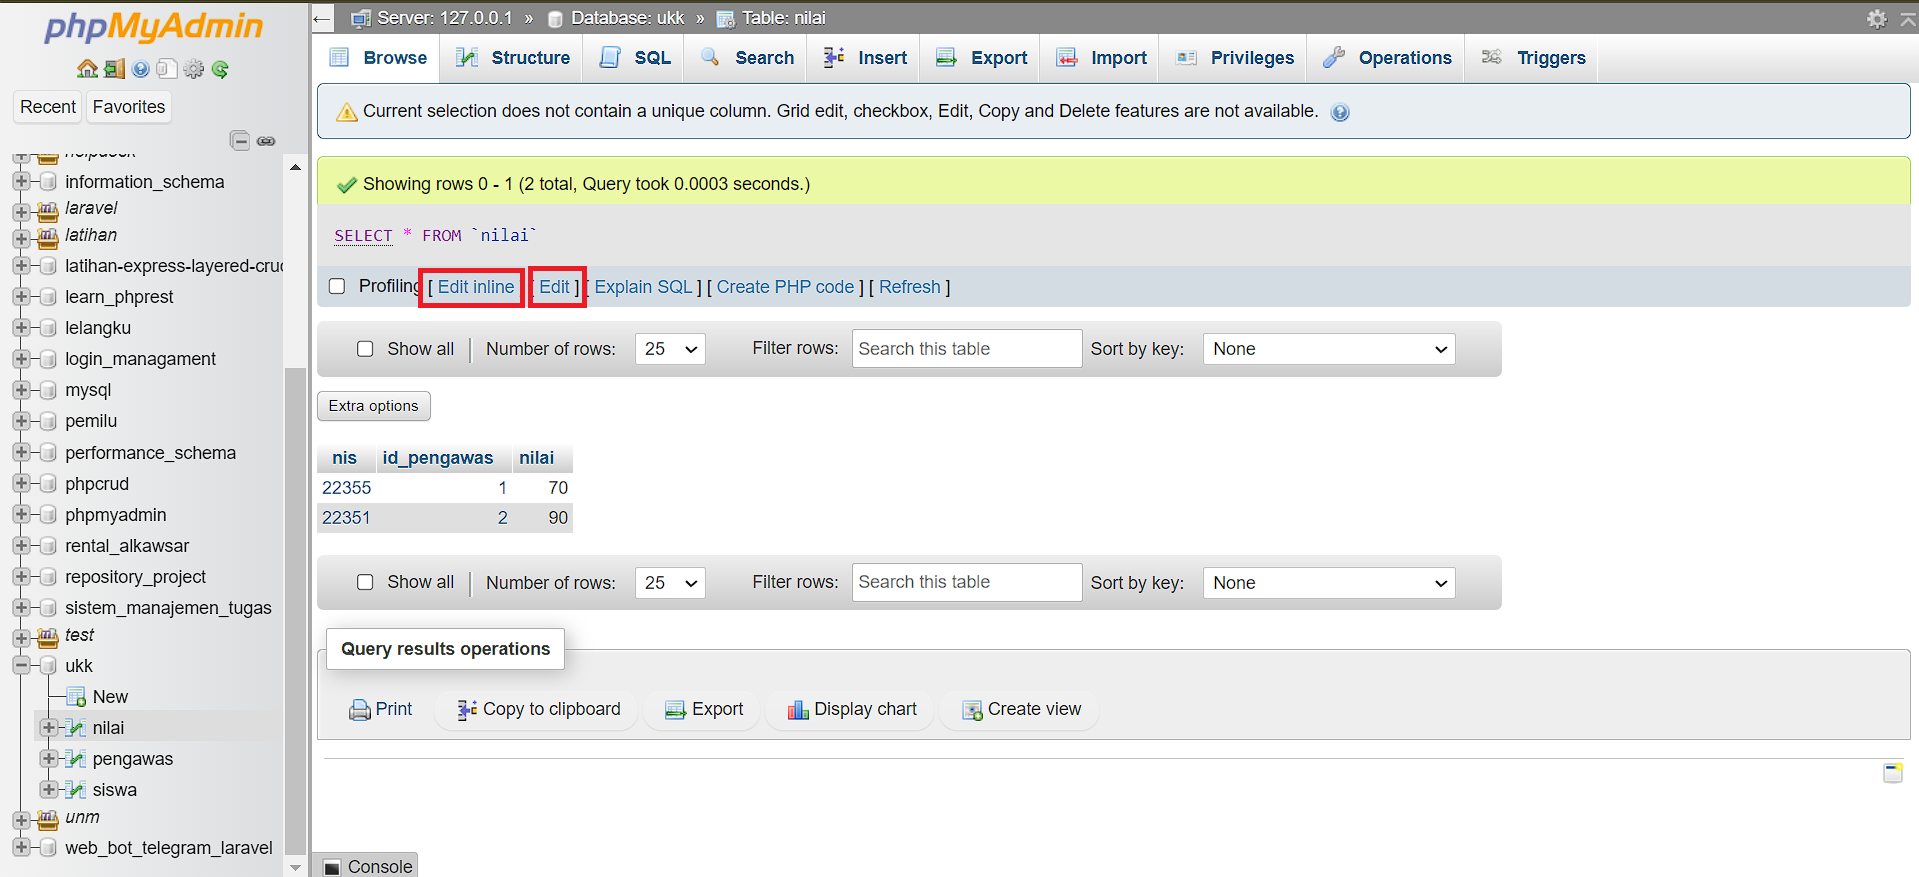 phpMyAdmin
Recent
Favorites
helpdesk
information_schema
laravel
latihan
latihan-express-layered-cruc
learn_phprest
lelangku
login_managament
mysql
pemilu
performance_schema
phpcrud
phpmyadmin
rental_alkawsar
repository_project
sistem_manajemen_tugas
test
ukk
New
nilai
pengawas
siswa
unm
web_bot_telegram_laravel
Server: 127.0.0.1 » Database: ukk » Table: nilai
Browse Structure SQL Search Insert Export Import Privileges Operations Triggers
Current selection does not contain a unique column. Grid edit, checkbox, Edit, Copy and Delete features are not available.
Showing rows 0 - 1 (2 total, Query took 0.0003 seconds.)
SELECT * FROM `nilai`
Profiling [ Edit inline ] [ Edit ] [ Explain SQL ] [ Create PHP code ] [ Refresh ]
Show all | Number of rows: 25 Filter rows: Search this table Sort by key: None
Extra options
nis id_pengawas nilai
22355 1 70
22351 2 90
Show all | Number of rows: 25 Filter rows: Search this table Sort by key: None
Query results operations
Print Copy to clipboard Export Display chart Create view
Console